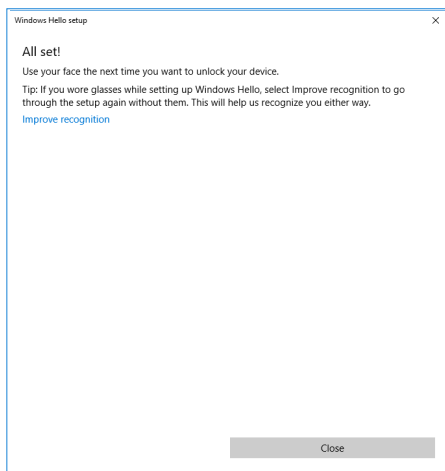 Windows Hello setup
All set!
Use your face the next time you want to unlock your device.
Tip: If you wore glasses while setting up Windows Hello, select Improve recognition to go
through the setup again without them. This will help us recognize you either way.
Improve recognition
Close